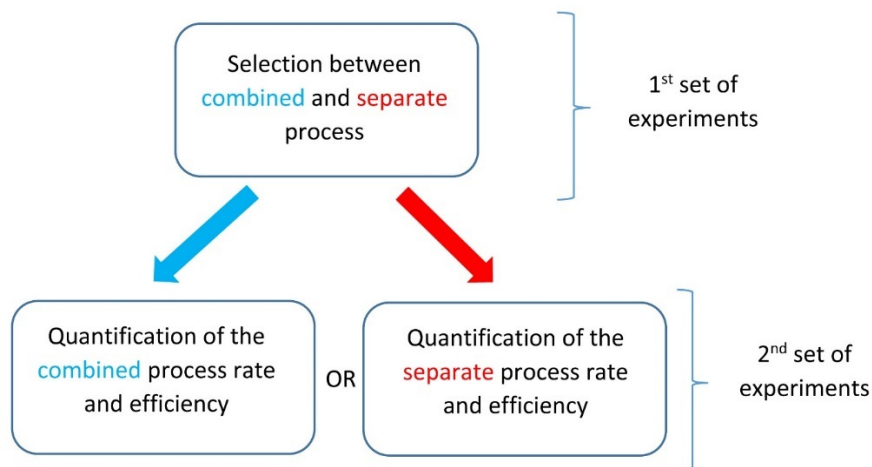 Selection between
combined and separate
process
1st set of
experiments
Quantification of the
combined process rate
and efficiency
OR
Quantification of the
separate process rate
and efficiency
2nd set of
experiments